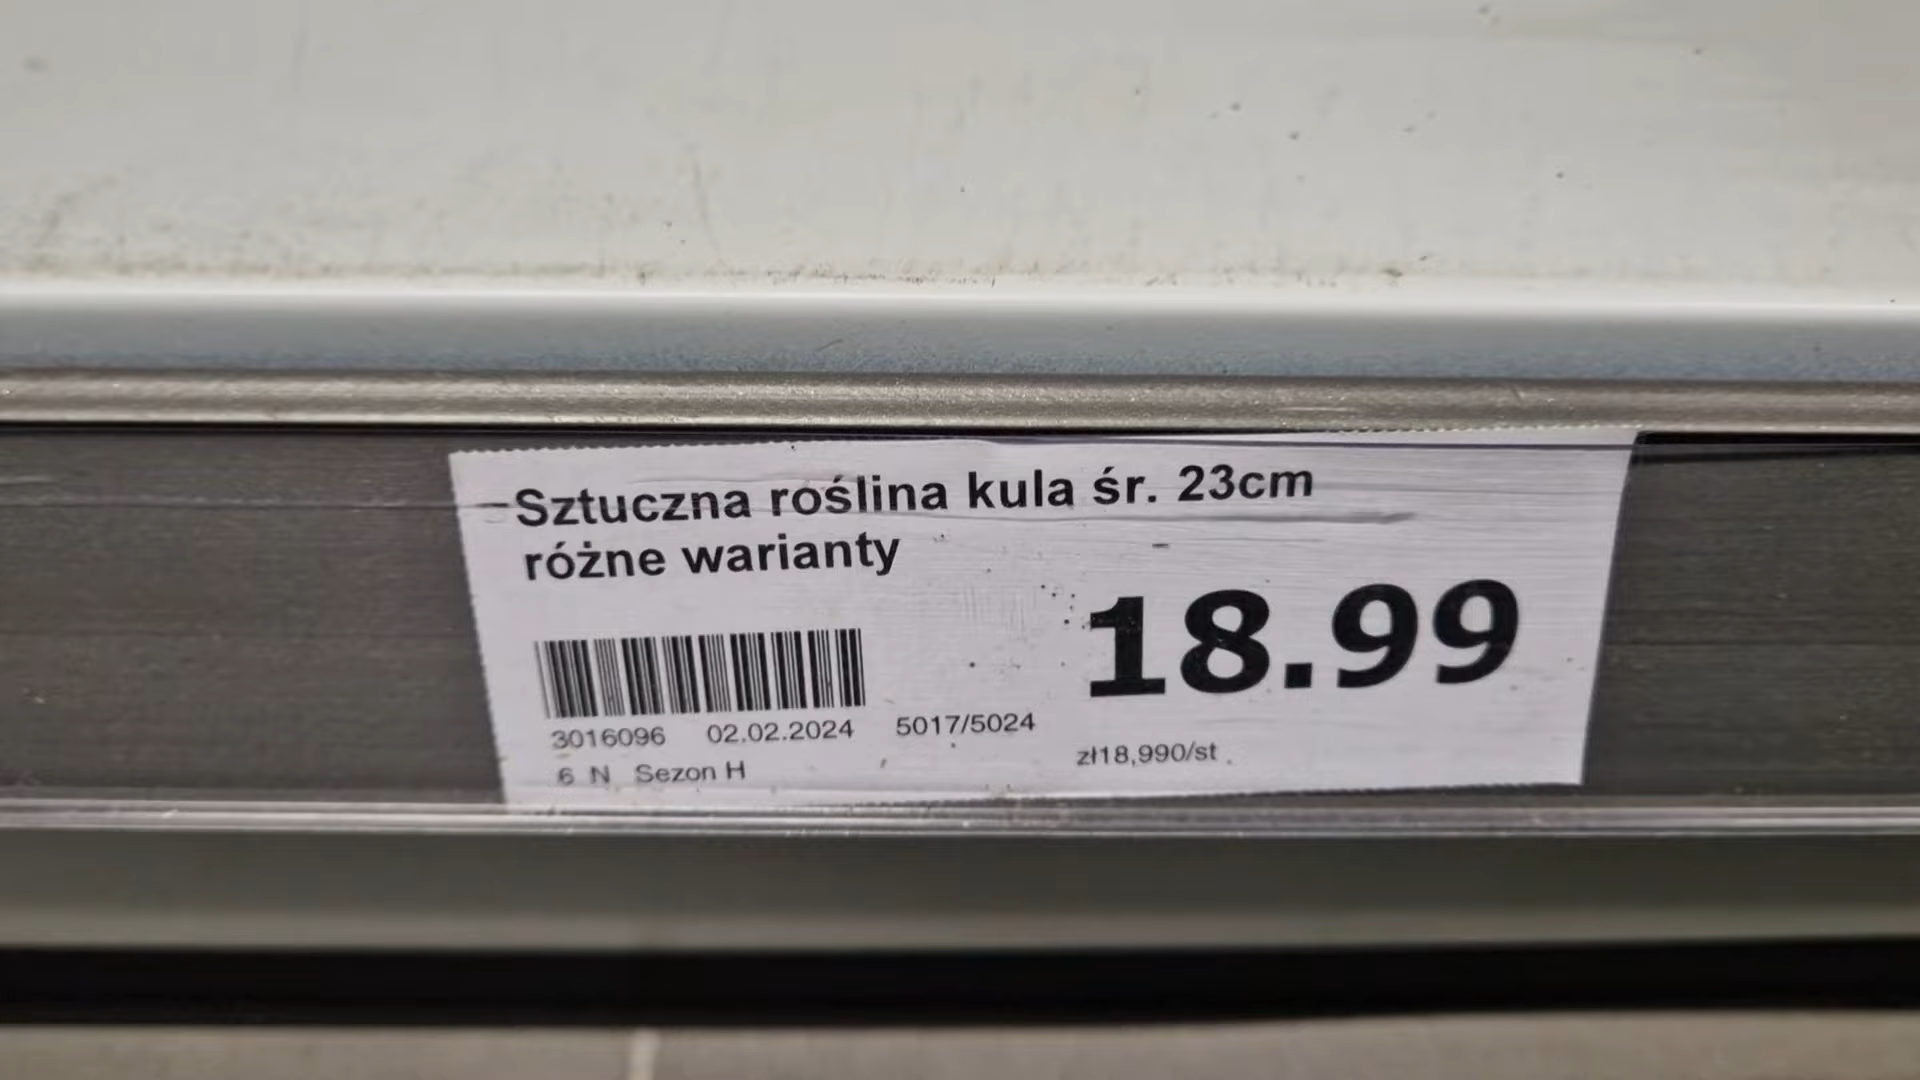 Sztuczna roślina kula śr. 23cm
różne warianty
18.99
3016096 02.02.2024 5017/5024
zł18,990/st
6 N Sezon H